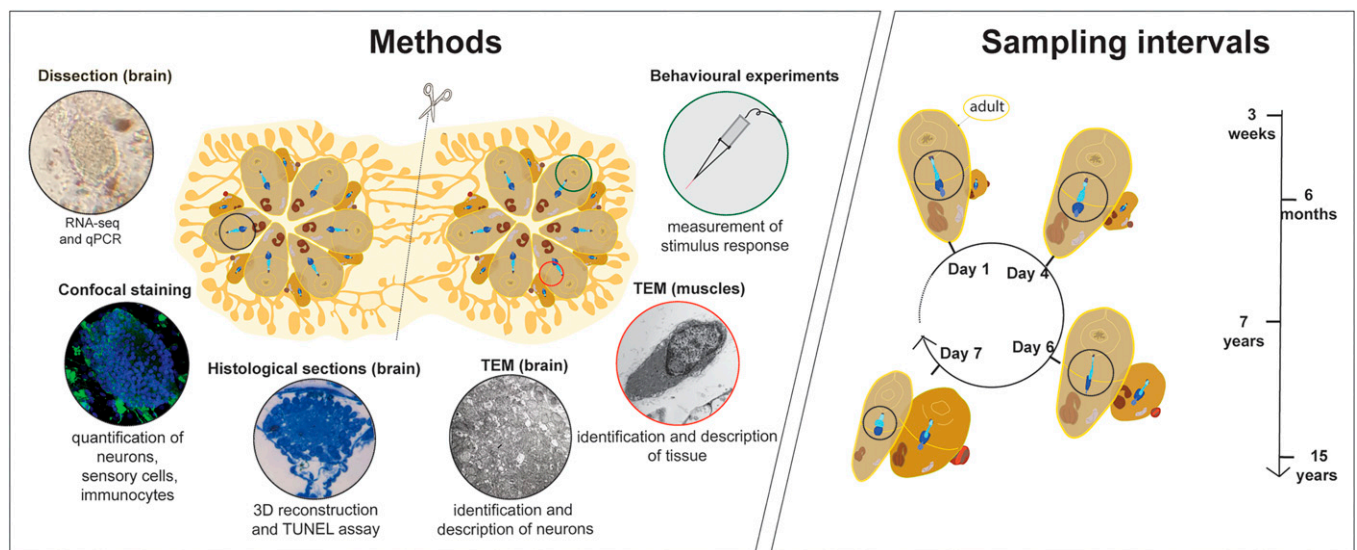 Methods
Dissection (brain)
RNA-seq
and qPCR
Confocal staining
quantification of
neurons,
sensory cells,
immunocytes
Histological sections (brain)
3D reconstruction
and TUNEL assay
TEM (brain)
identification and
description of neurons
Behavioural experiments
measurement of
stimulus response
TEM (muscles)
identification and description
of tissue
Sampling intervals
adult
Day 1
Day 4
Day 6
Day 7
3
weeks
6
months
7
years
15
years